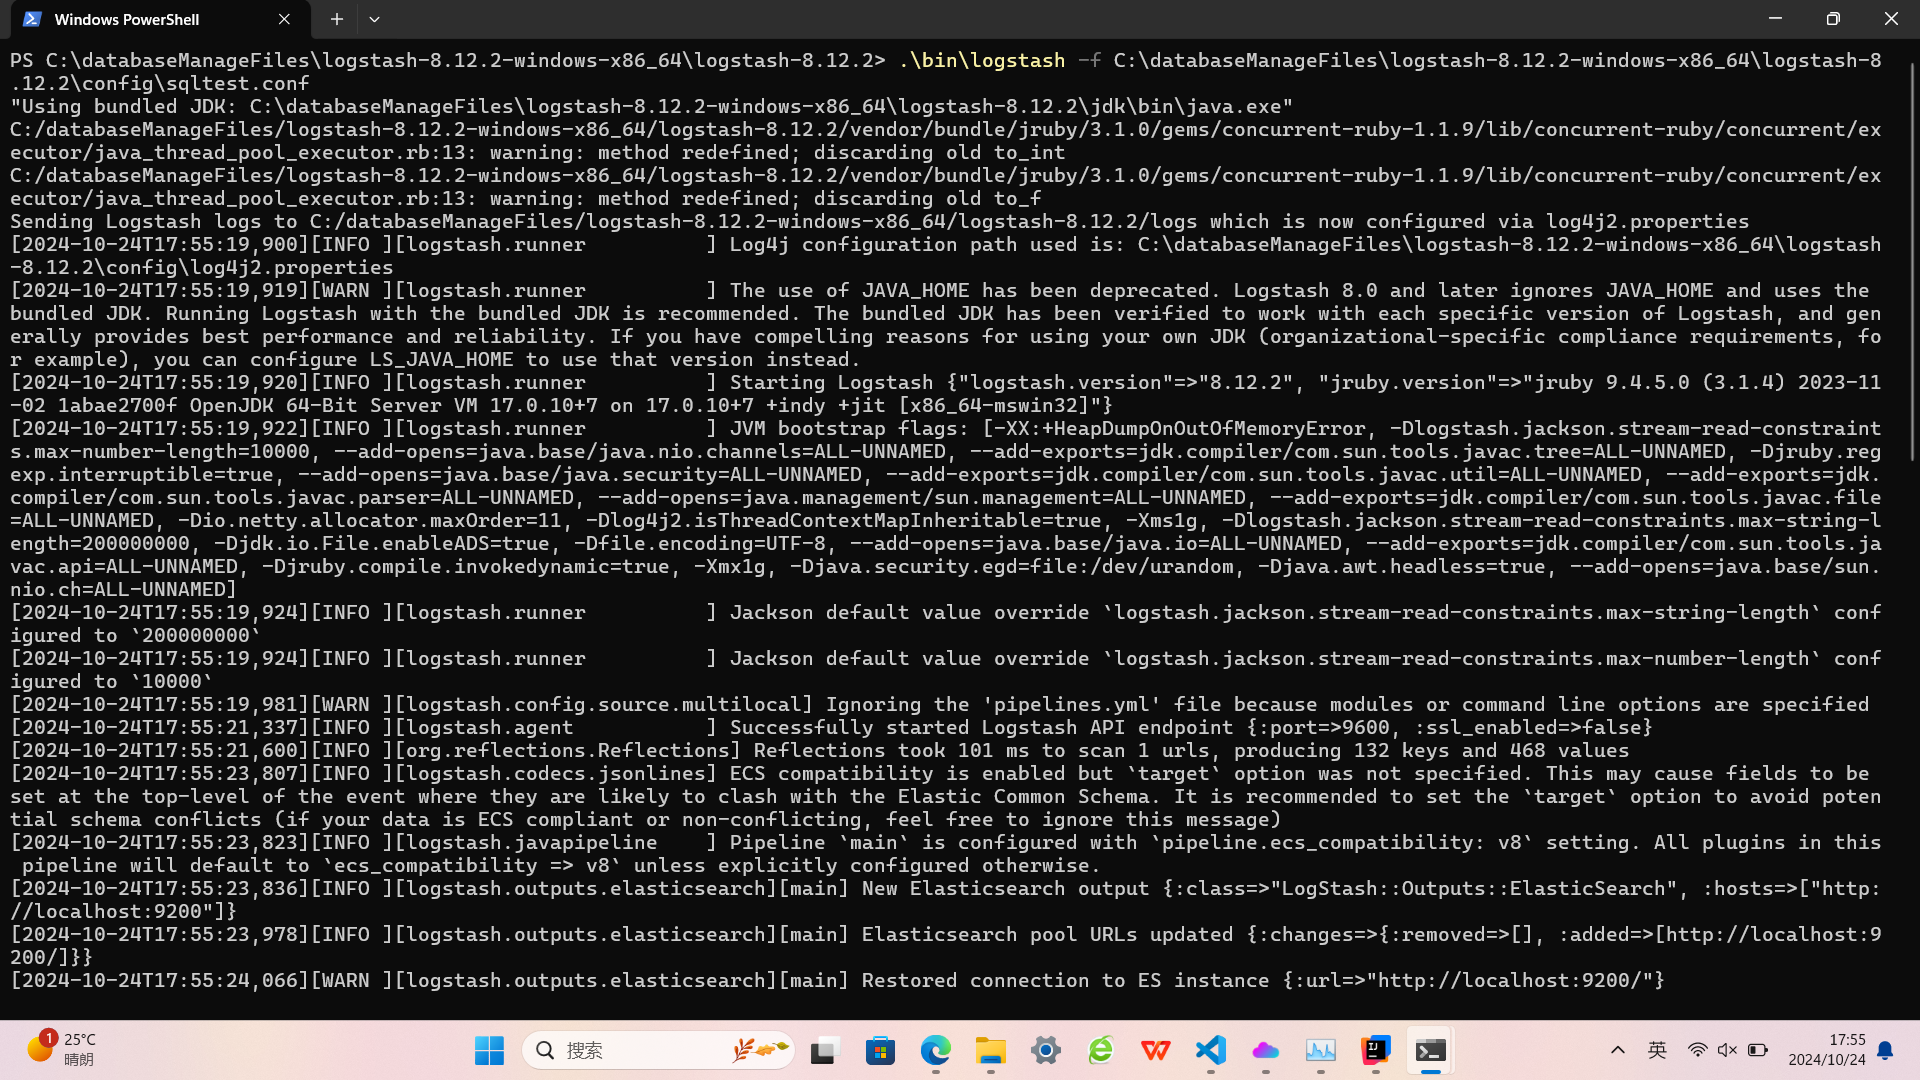 Windows PowerShell
PS C:\databaseManageFiles\logstash-8.12.2-windows-x86_64\logstash-8.12.2> .\bin\logstash -f C:\databaseManageFiles\logstash-8.12.2-windows-x86_64\logstash-8
.12.2\config\sqltest.conf
"Using bundled JDK: C:\databaseManageFiles\logstash-8.12.2-windows-x86_64\logstash-8.12.2\jdk\bin\java.exe"
C:/databaseManageFiles/logstash-8.12.2-windows-x86_64/logstash-8.12.2/vendor/bundle/jruby/3.1.0/gems/concurrent-ruby-1.1.9/lib/concurrent-ruby/concurrent/ex
ecutor/java_thread_pool_executor.rb:13: warning: method redefined; discarding old to_int
C:/databaseManageFiles/logstash-8.12.2-windows-x86_64/logstash-8.12.2/vendor/bundle/jruby/3.1.0/gems/concurrent-ruby-1.1.9/lib/concurrent-ruby/concurrent/ex
ecutor/java_thread_pool_executor.rb:13: warning: method redefined; discarding old to_f
Sending Logstash logs to C:/databaseManageFiles/logstash-8.12.2-windows-x86_64/logstash-8.12.2/logs which is now configured via log4j2.properties
[2024-10-24T17:55:19,900][INFO ][logstash.runner          ] Log4j configuration path used is: C:\databaseManageFiles\logstash-8.12.2-windows-x86_64\logstash
-8.12.2\config\log4j2.properties
[2024-10-24T17:55:19,919][WARN ][logstash.runner          ] The use of JAVA_HOME has been deprecated. Logstash 8.0 and later ignores JAVA_HOME and uses the
bundled JDK. Running Logstash with the bundled JDK is recommended. The bundled JDK has been verified to work with each specific version of Logstash, and gen
erally provides best performance and reliability. If you have compelling reasons for using your own JDK (organizational-specific compliance requirements, fo
r example), you can configure LS_JAVA_HOME to use that version instead.
[2024-10-24T17:55:19,920][INFO ][logstash.runner          ] Starting Logstash {"logstash.version"=>"8.12.2", "jruby.version"=>"jruby 9.4.5.0 (3.1.4) 2023-11
-02 1abae2700f OpenJDK 64-Bit Server VM 17.0.10+7 on 17.0.10+7 +indy +jit [x86_64-mswin32]"}
[2024-10-24T17:55:19,922][INFO ][logstash.runner          ] JVM bootstrap flags: [-XX:+HeapDumpOnOutOfMemoryError, -Dlogstash.jackson.stream-read-constraint
s.max-number-length=10000, --add-opens=java.base/java.nio.channels=ALL-UNNAMED, --add-exports=jdk.compiler/com.sun.tools.javac.tree=ALL-UNNAMED, -Djruby.reg
exp.interruptible=true, --add-opens=java.base/java.security=ALL-UNNAMED, --add-exports=jdk.compiler/com.sun.tools.javac.util=ALL-UNNAMED, --add-exports=jdk.
compiler/com.sun.tools.javac.parser=ALL-UNNAMED, --add-opens=java.management/sun.management=ALL-UNNAMED, --add-exports=jdk.compiler/com.sun.tools.javac.file
=ALL-UNNAMED, -Dio.netty.allocator.maxOrder=11, -Dlog4j2.isThreadContextMapInheritable=true, -Xms1g, -Dlogstash.jackson.stream-read-constraints.max-string-l
ength=200000000, -Djdk.io.File.enableADS=true, -Dfile.encoding=UTF-8, --add-opens=java.base/java.io=ALL-UNNAMED, --add-exports=jdk.compiler/com.sun.tools.ja
vac.api=ALL-UNNAMED, -Djruby.compile.invokedynamic=true, -Xmx1g, -Djava.security.egd=file:/dev/urandom, -Djava.awt.headless=true, --add-opens=java.base/sun.
nio.ch=ALL-UNNAMED]
[2024-10-24T17:55:19,924][INFO ][logstash.runner          ] Jackson default value override `logstash.jackson.stream-read-constraints.max-string-length` conf
igured to `200000000`
[2024-10-24T17:55:19,924][INFO ][logstash.runner          ] Jackson default value override `logstash.jackson.stream-read-constraints.max-number-length` conf
igured to `10000`
[2024-10-24T17:55:19,981][WARN ][logstash.config.source.multilocal] Ignoring the 'pipelines.yml' file because modules or command line options are specified
[2024-10-24T17:55:21,337][INFO ][logstash.agent           ] Successfully started Logstash API endpoint {:port=>9600, :ssl_enabled=>false}
[2024-10-24T17:55:21,600][INFO ][org.reflections.Reflections] Reflections took 101 ms to scan 1 urls, producing 132 keys and 468 values
[2024-10-24T17:55:23,807][INFO ][logstash.codecs.jsonlines] ECS compatibility is enabled but `target` option was not specified. This may cause fields to be
set at the top-level of the event where they are likely to clash with the Elastic Common Schema. It is recommended to set the `target` option to avoid poten
tial schema conflicts (if your data is ECS compliant or non-conflicting, feel free to ignore this message)
[2024-10-24T17:55:23,823][INFO ][logstash.javapipeline    ] Pipeline `main` is configured with `pipeline.ecs_compatibility: v8` setting. All plugins in this
 pipeline will default to `ecs_compatibility => v8` unless explicitly configured otherwise.
[2024-10-24T17:55:23,836][INFO ][logstash.outputs.elasticsearch][main] New Elasticsearch output {:class=>"LogStash::Outputs::ElasticSearch", :hosts=>["http:
//localhost:9200"]}
[2024-10-24T17:55:23,978][INFO ][logstash.outputs.elasticsearch][main] Elasticsearch pool URLs updated {:changes=>{:removed=>[], :added=>[http://localhost:9
200/]}}
[2024-10-24T17:55:24,066][WARN ][logstash.outputs.elasticsearch][main] Restored connection to ES instance {:url=>"http://localhost:9200/"}
1
25°C
晴朗
搜索
英
17:55
2024/10/24